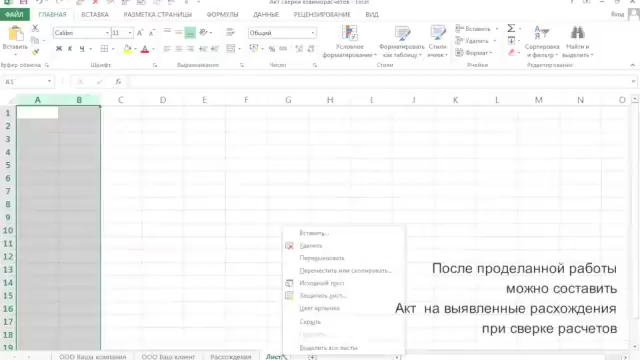 Акт сверки взаиморасчетов - Excel
ФАЙЛ ГЛАВНАЯ ВСТАВКА РАЗМЕТКА СТРАНИЦЫ ФОРМУЛЫ ДАННЫЕ РЕЦЕНЗИРОВАНИЕ ВИД Вход
Calibri 11 Общий
Вставить Условное Форматировать Стили Вставить Сортировка Найти и
форматирование как таблицу ячеек Удалить и фильтр выделить
Формат
Буфер обмена Шрифт Выравнивание Число Стили Ячейки Редактирование
A1 fx
A B C D E F G H I J K L M N O
1
2
3
4
5
6
7
8
9
10
11
12
13
14
15
16
17
18
19
Вставить...
Удалить
Переименовать
Переместить или скопировать...
Исходный текст
Защитить лист...
Цвет ярлычка
Скрыть
Выделить все листы
После проделанной работы
можно составить
Акт на выявленные расхождения
при сверке расчетов
ООО Ваша компания ООО Ваш клиент Расхождения Лист